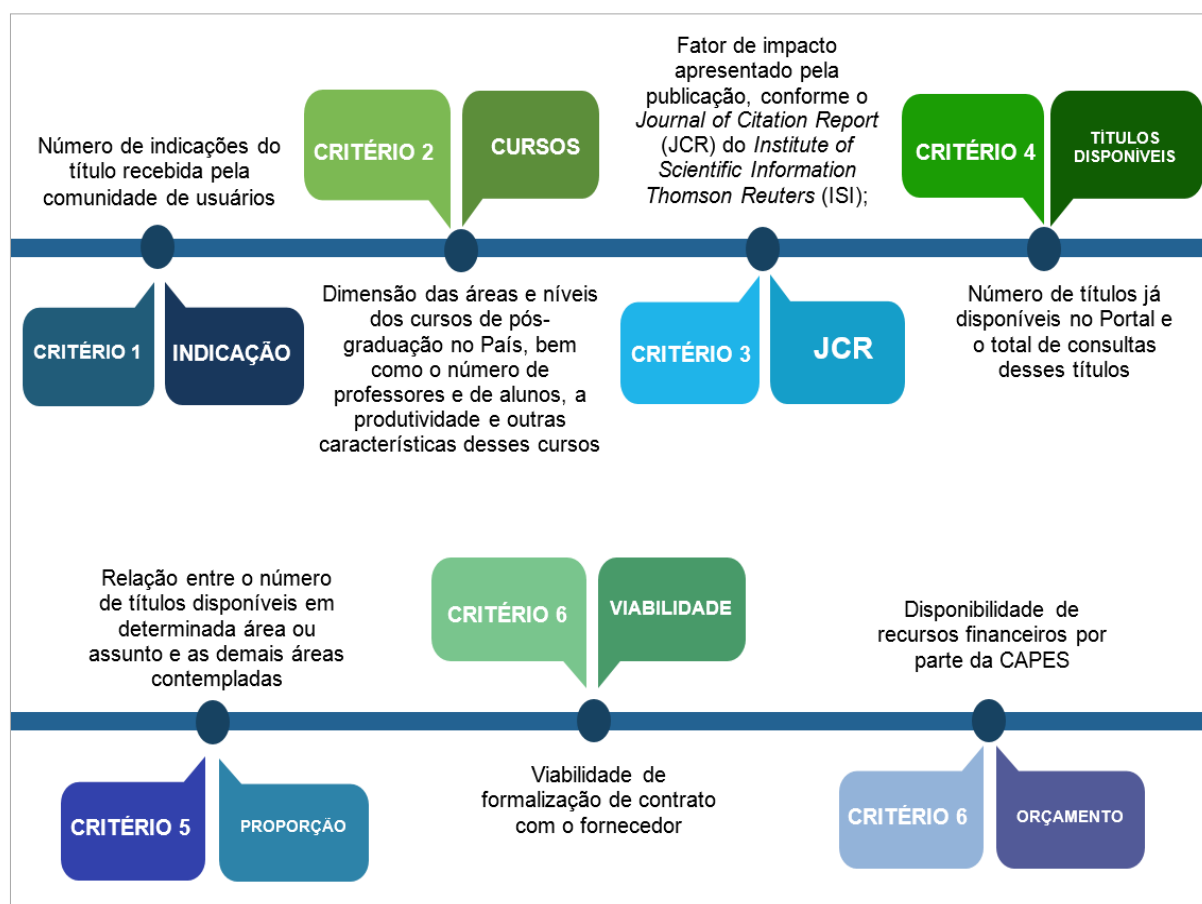 Número de indicações do
título recebida pela
comunidade de usuários
CRITÉRIO 1
INDICAÇÃO
CRITÉRIO 2
CURSOS
Dimensão das áreas e níveis
dos cursos de pós-
graduação no País, bem
como o número de
professores e de alunos, a
produtividade e outras
características desses cursos
Fator de impacto
apresentado pela
publicação, conforme o
Journal of Citation Report
(JCR) do Institute of
Scientific Information
Thomson Reuters (ISI);
CRITÉRIO 3
JCR
CRITÉRIO 4
TÍTULOS
DISPONÍVEIS
Número de títulos já
disponíveis no Portal e
o total de consultas
desses títulos
Relação entre o número
de títulos disponíveis em
determinada área ou
assunto e as demais áreas
contempladas
CRITÉRIO 5
PROPORÇÃO
CRITÉRIO 6
VIABILIDADE
Viabilidade de
formalização de contrato
com o fornecedor
Disponibilidade de
recursos financeiros por
parte da CAPES
CRITÉRIO 6
ORÇAMENTO